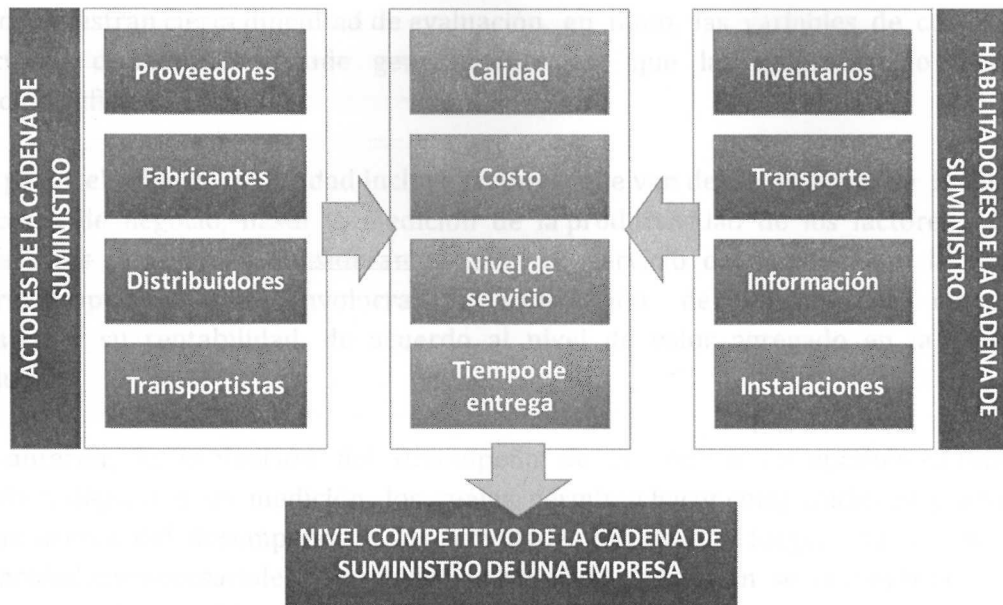 ACTORES DE LA CADENA DE
SUMINISTRO
Proveedores
Fabricantes
Distribuidores
Transportistas
Calidad
Costo
Nivel de
servicio
Tiempo de
entrega
Inventarios
Transporte
Información
Instalaciones
HABILITADORES DE LA CADENA DE
SUMINISTRO
NIVEL COMPETITIVO DE LA CADENA DE
SUMINISTRO DE UNA EMPRESA